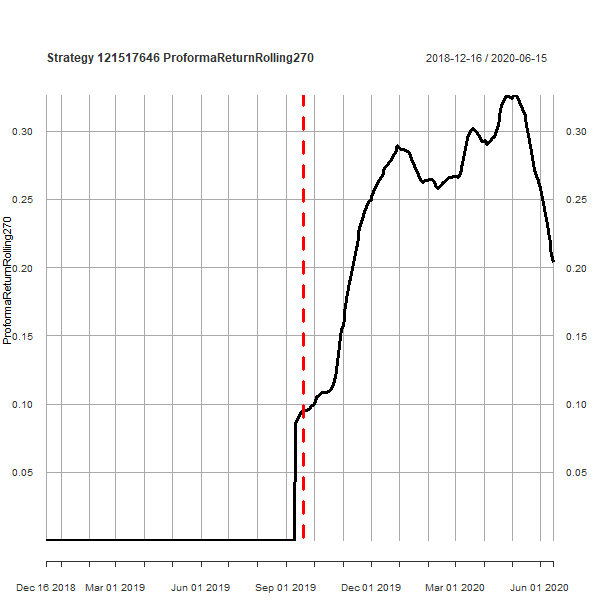 Strategy 121517646 ProformaReturnRolling270
2018-12-16 / 2020-06-15
ProformaReturnRolling270
0.30 0.30
0.25 0.25
0.20 0.20
0.15 0.15
0.10 0.10
0.05 0.05
Dec 16 2018 Mar 01 2019 Jun 01 2019 Sep 01 2019 Dec 01 2019 Mar 01 2020 Jun 01 2020